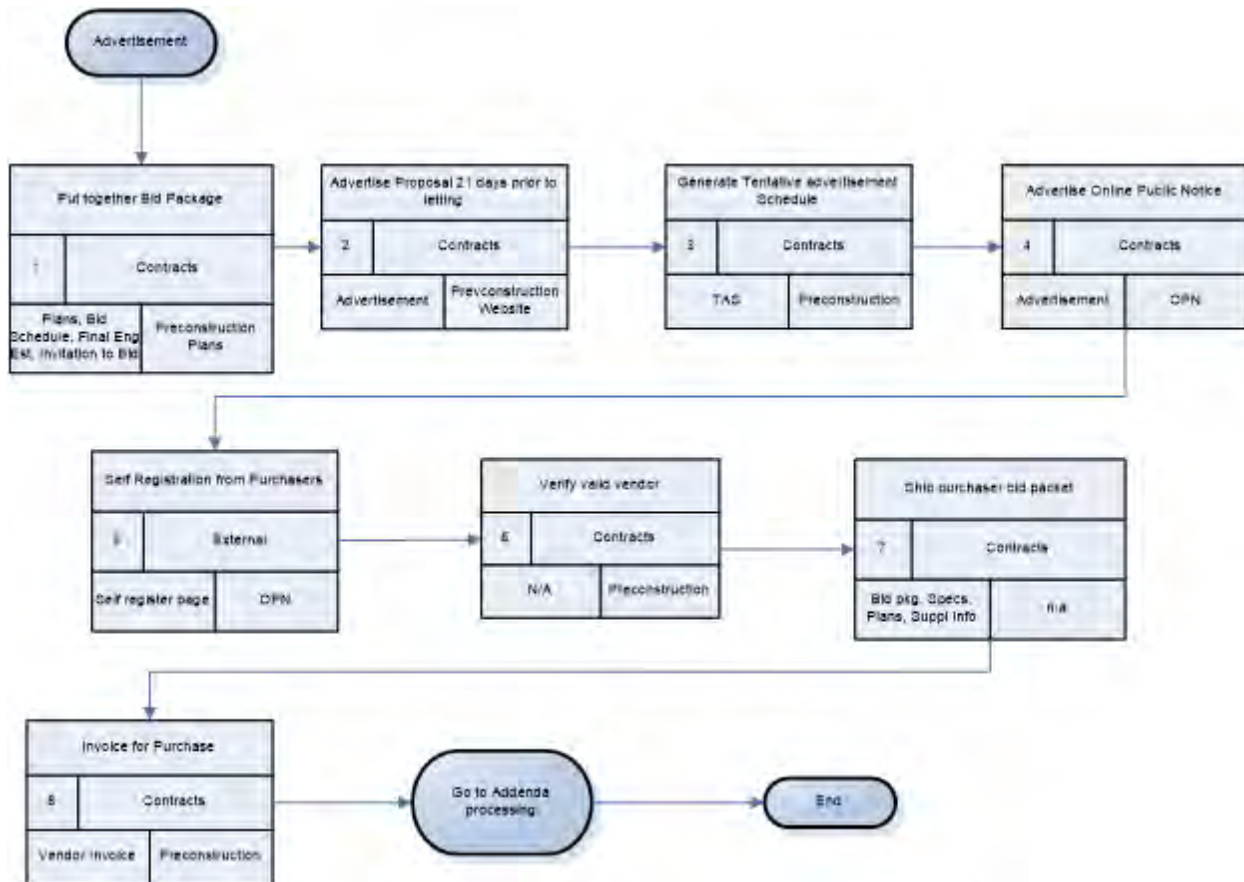 Advertisement
Put together Bid Package
1
Contracts
Plans, Bid
Schedule, Final Eng
Est, Invitation to Bid
Preconstruction
Plans
Advertise Proposal 21 days prior to
letting
2
Contracts
Advertisement
Prevconstruction
Website
Generate Tentative advertisement
Schedule
3
Contracts
TAS
Preconstruction
Advertise Online Public Notice
4
Contracts
Advertisement
OPN
Self Registration from Purchasers
5
External
Self register page
OPN
Verify valid vendor
6
Contracts
N/A
Preconstruction
Ship purchaser bid packet
7
Contracts
Bid pkg, Specs,
Plans, Suppl Info
n/a
Invoice for Purchase
8
Contracts
Vendor Invoice
Preconstruction
Go to Addenda
processing
End